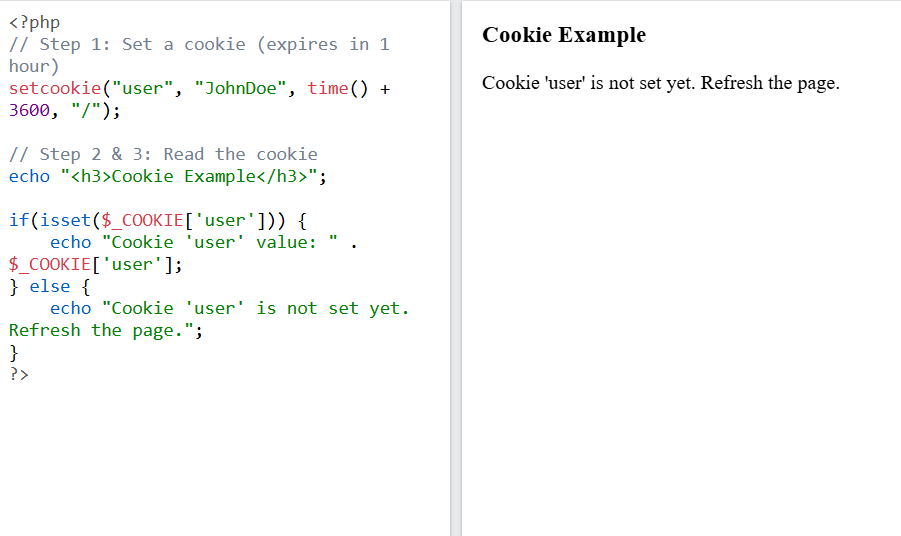 <?php
// Step 1: Set a cookie (expires in 1
hour)
setcookie("user", "JohnDoe", time() +
3600, "/");
// Step 2 & 3: Read the cookie
echo "<h3>Cookie Example</h3>";
if(isset($_COOKIE['user'])) {
    echo "Cookie 'user' value: " .
$_COOKIE['user'];
} else {
    echo "Cookie 'user' is not set yet.
Refresh the page.";
}
?>
Cookie Example
Cookie 'user' is not set yet. Refresh the page.